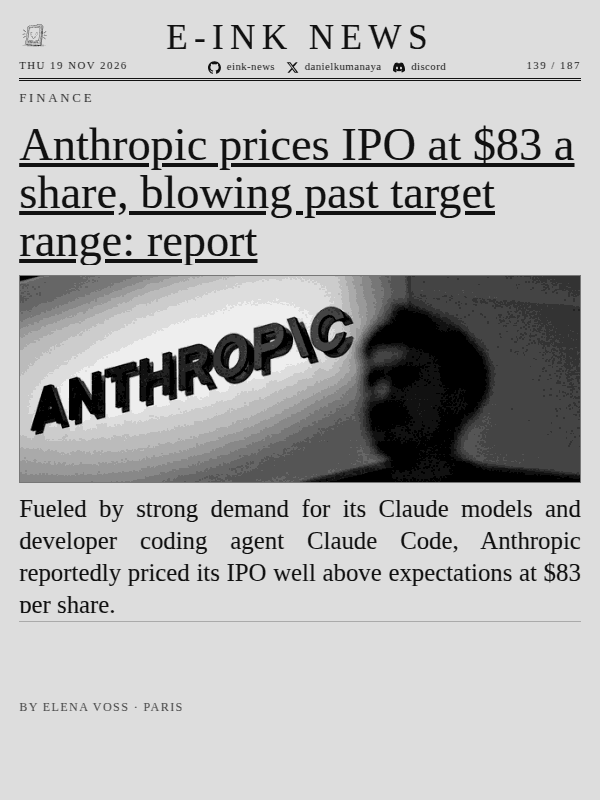 E-INK NEWS
THU 19 NOV 2026
eink-news danielkumanaya discord
139 / 187
FINANCE
Anthropic prices IPO at $83 a
share, blowing past target
range: report
ANTHROPIC
Fueled by strong demand for its Claude models and
developer coding agent Claude Code, Anthropic
reportedly priced its IPO well above expectations at $83
per share.
BY ELENA VOSS · PARIS